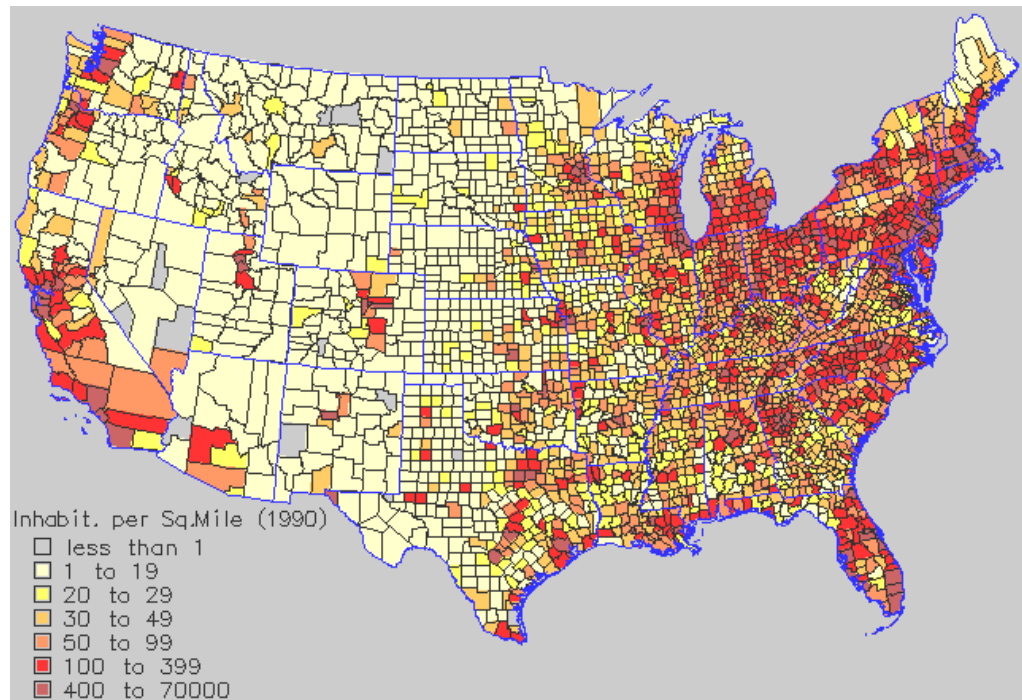 Inhabit. per Sq.Mile (1990)
less than 1
1 to 19
20 to 29
30 to 49
50 to 99
100 to 399
400 to 70000